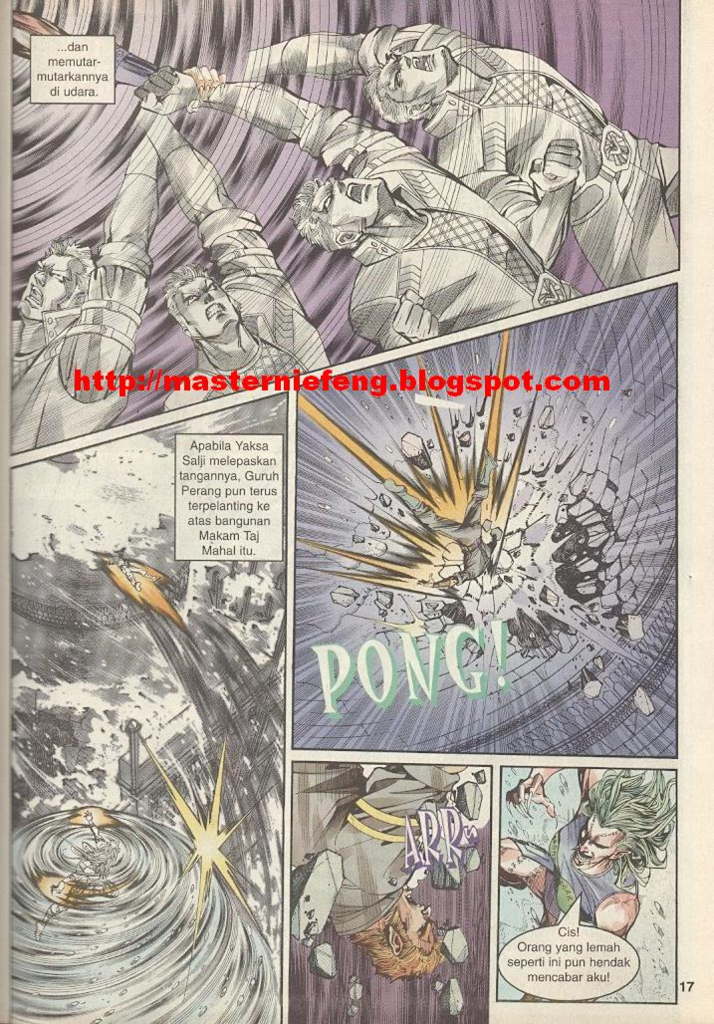 ...dan
memutar-
mutarkannya
di udara.
http://masterniefeng.blogspot.com
Apabila Yaksa
Salji melepaskan
tangannya, Guruh
Perang pun terus
terpelanting ke
atas bangunan
Makam Taj
Mahal itu.
PONG!
ARR
Cis!
Orang yang lemah
seperti ini pun hendak
mencabar aku!
17